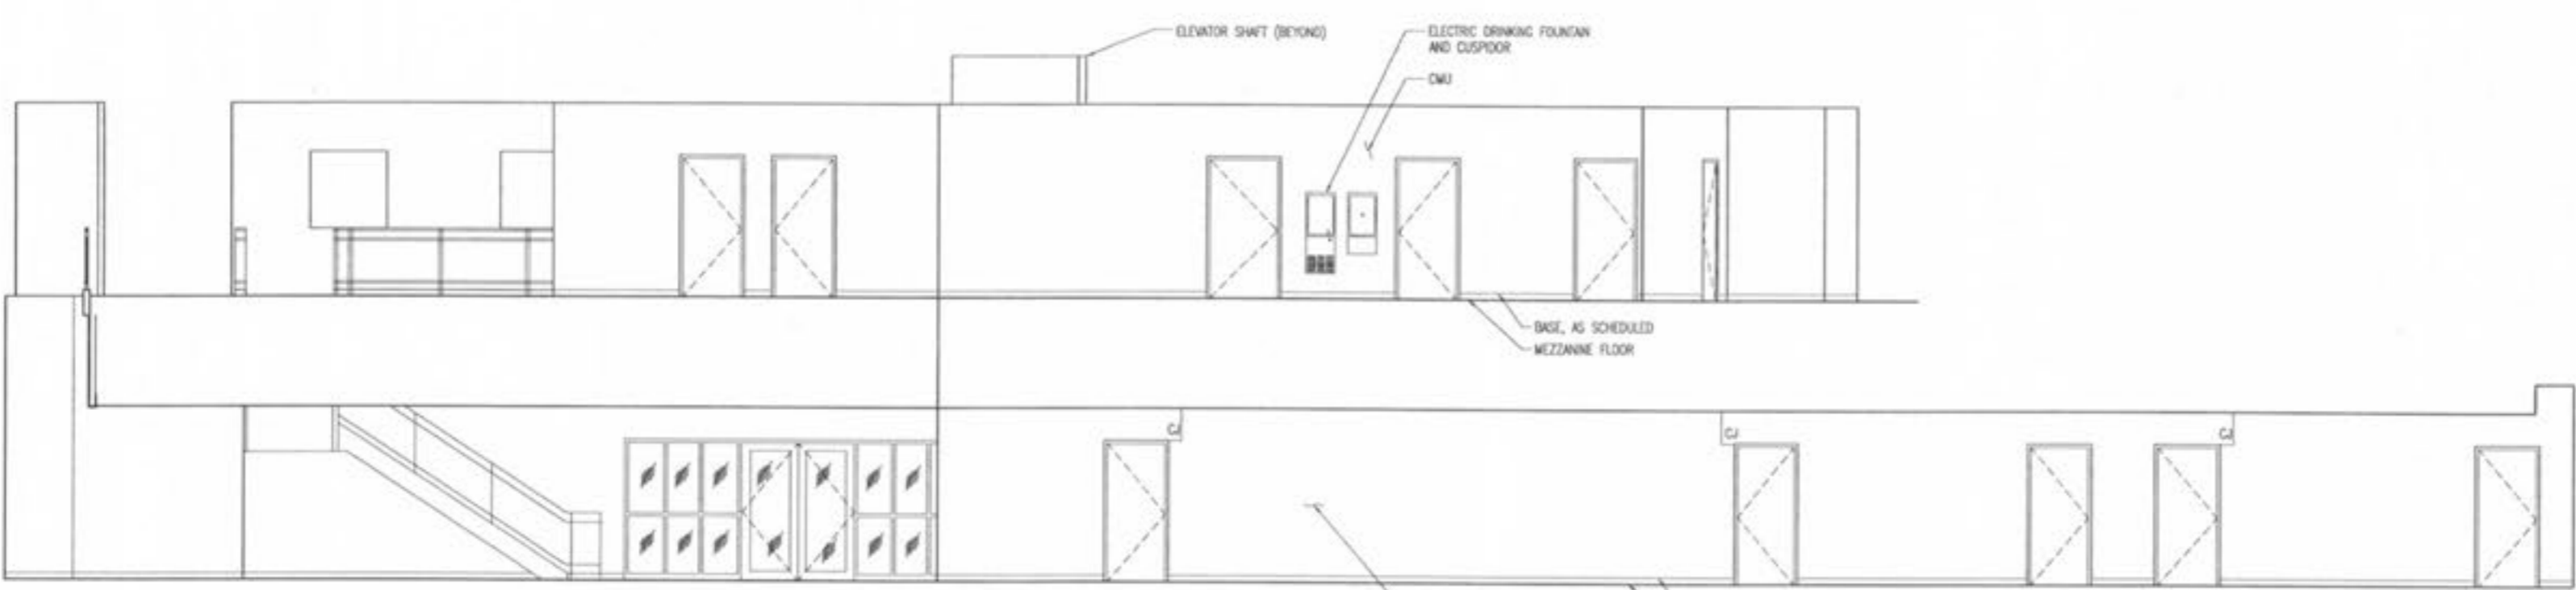 ELEVATOR SHAFT (BEYOND)
ELECTRIC DRINKING FOUNTAIN
AND CUSPIDOR
CMU
BASE, AS SCHEDULED
MEZZANINE FLOOR
CJ
CJ
CJ